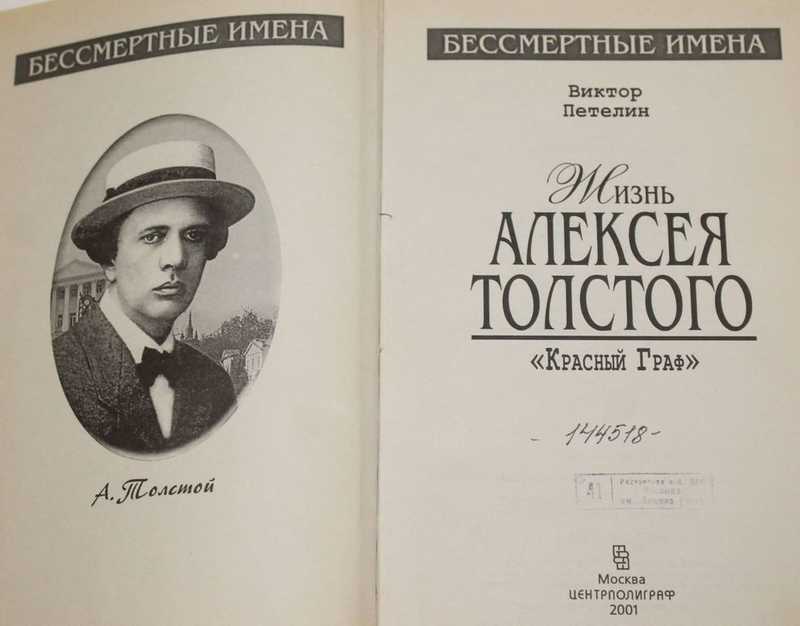 БЕССМЕРТНЫЕ ИМЕНА
А. Толстой
БЕССМЕРТНЫЕ ИМЕНА
Виктор
Петелин
Жизнь
АЛЕКСЕЯ
ТОЛСТОГО
«Красный Граф»
- 144518 -
Москва
ЦЕНТРПОЛИГРАФ
2001